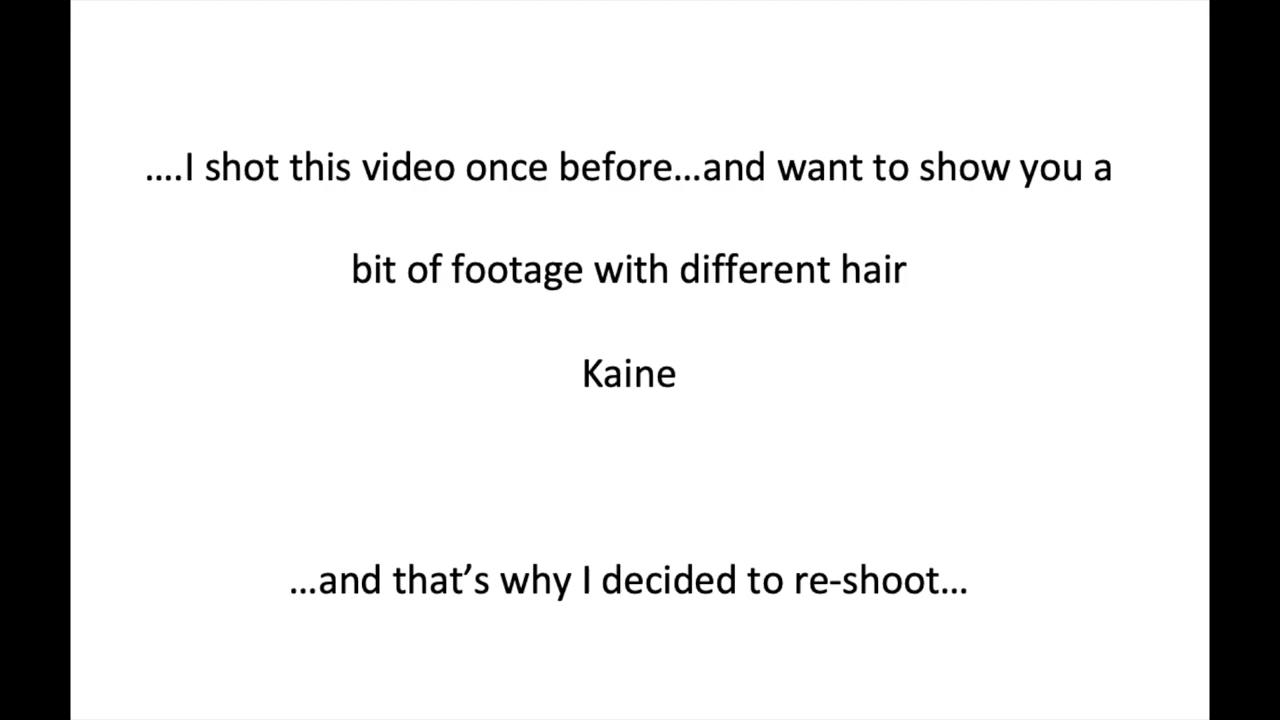 ....I shot this video once before...and want to show you a
bit of footage with different hair
Kaine
...and that’s why I decided to re-shoot...